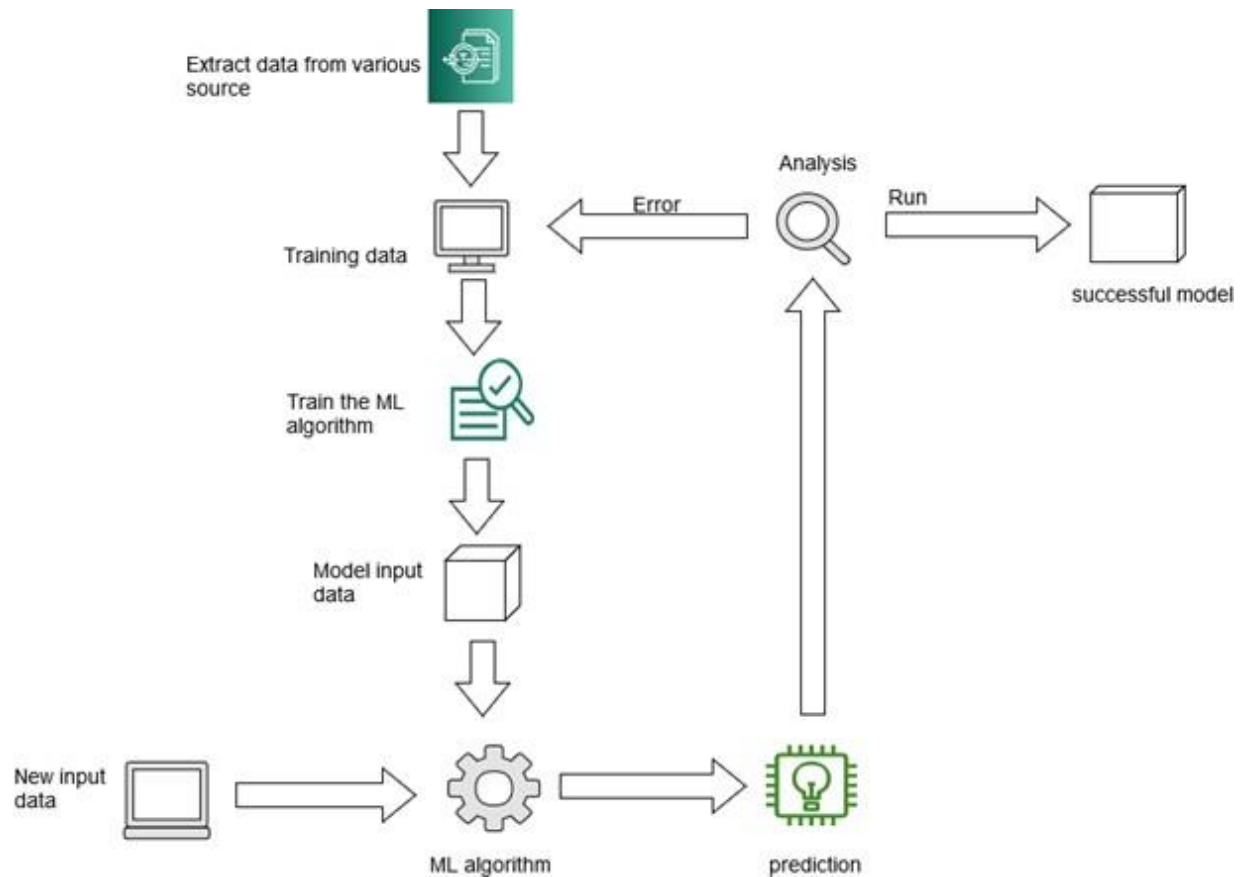 Extract data from various
source
Analysis
Error
Run
Training data
successful model
Train the ML
algorithm
Model input
data
New input
data
ML algorithm
prediction